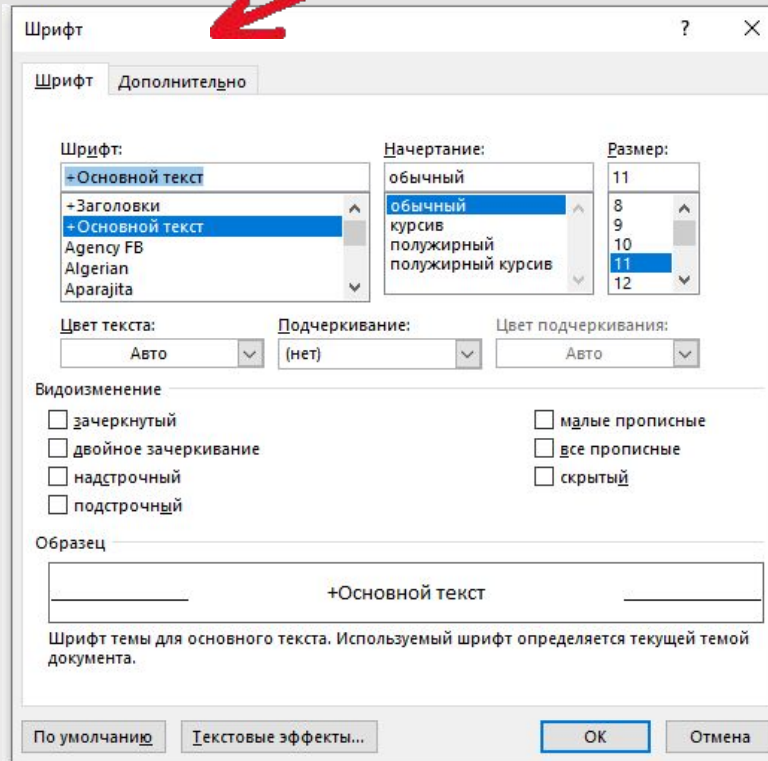 Шрифт ?
Шрифт Дополнительно
Шрифт: Начертание: Размер:
+Основной текст обычный 11
+Заголовки обычный 8
+Основной текст курсив 9
Agency FB полужирный 10
Algerian полужирный курсив 11
Aparajita 12
Цвет текста: Подчеркивание: Цвет подчеркивания:
Авто (нет) Авто
Видоизменение
зачеркнутый малые прописные
двойное зачеркивание все прописные
надстрочный скрытый
подстрочный
Образец
+Основной текст
Шрифт темы для основного текста. Используемый шрифт определяется текущей темой
документа.
По умолчанию Текстовые эффекты... ОК Отмена